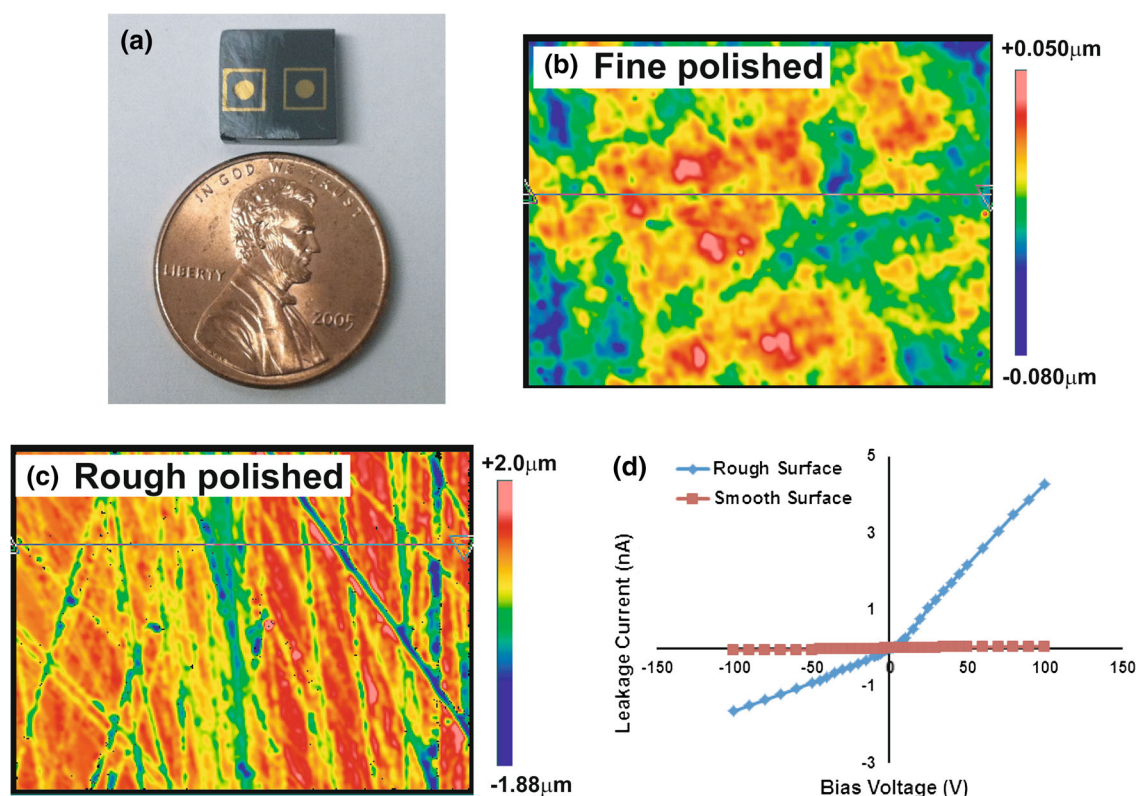 (a)
IN GOD WE TRUST
LIBERTY
2005
(b) Fine polished
+0.050μm
-0.080μm
(c) Rough polished
+2.0μm
-1.88μm
(d)
Rough Surface
Smooth Surface
Leakage Current (nA)
5
3
1
-1
-3
-150
-100
-50
0
50
100
150
Bias Voltage (V)